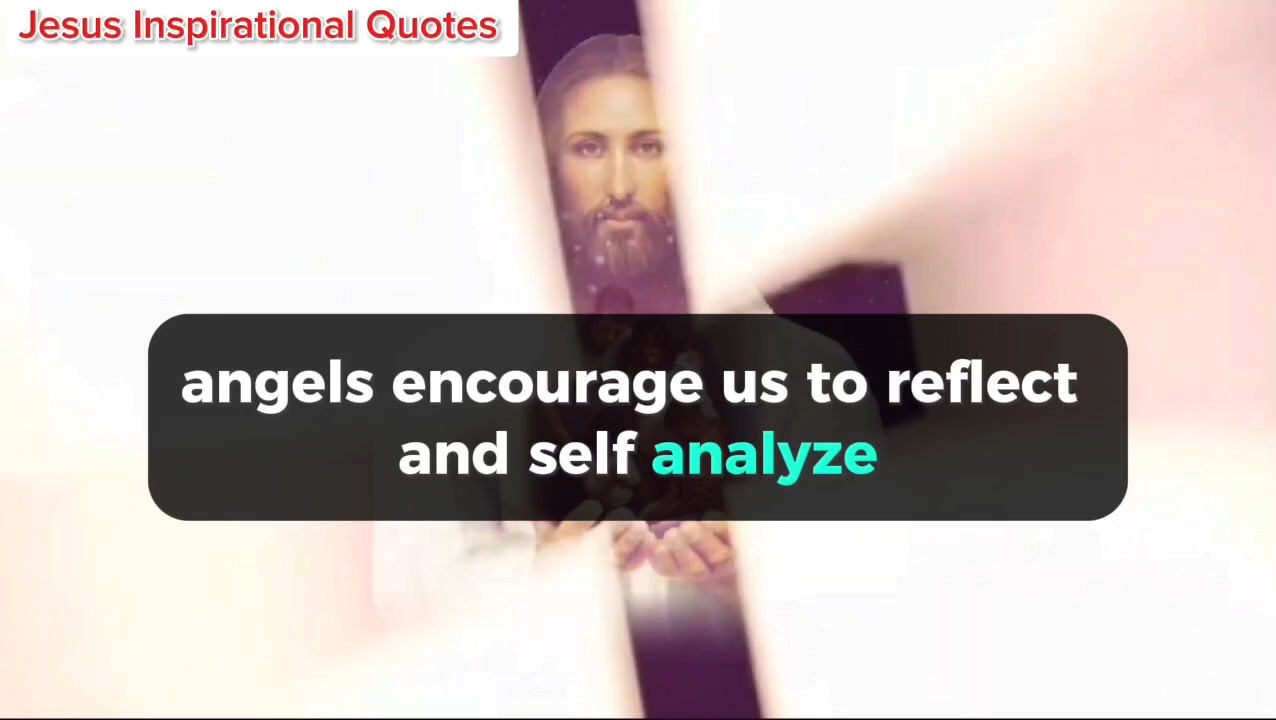 Jesus Inspirational Quotes
angels encourage us to reflect
and self analyze